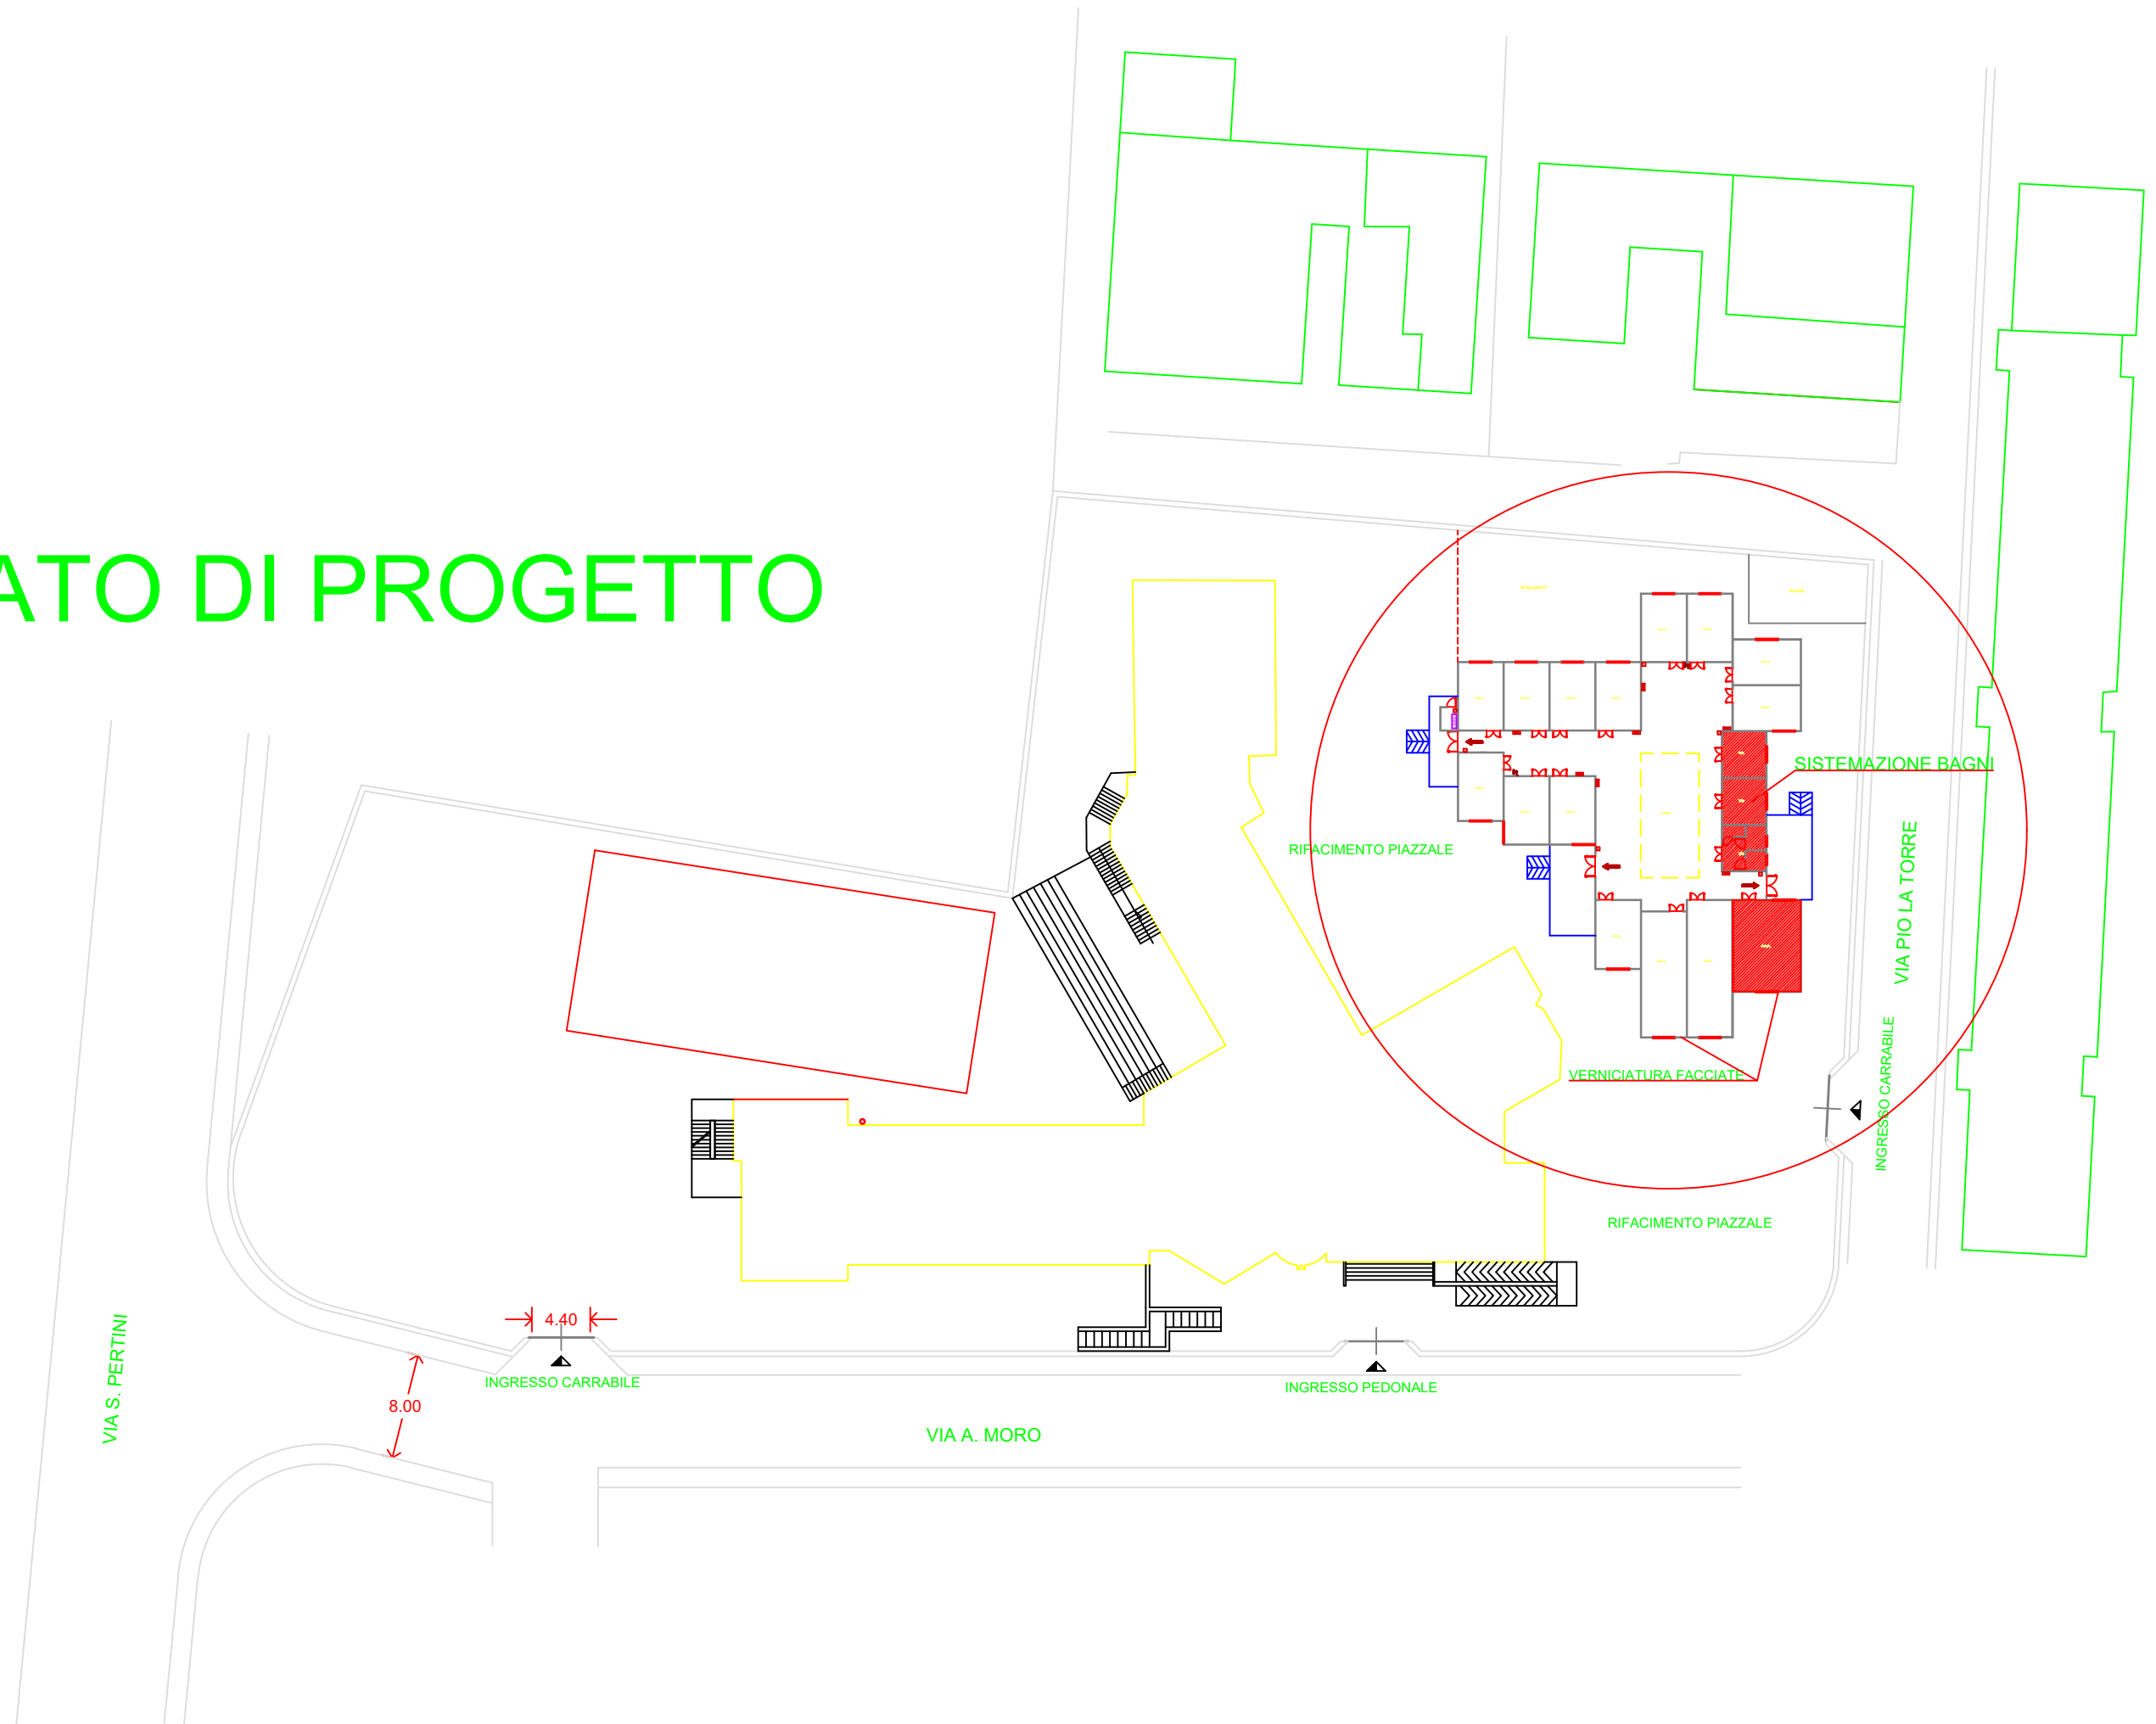 ATO DI PROGETTO
SISTEMAZIONE BAGNI
RIFACIMENTO PIAZZALE
VIA PIO LA TORRE
INGRESSO CARRABILE
VERNICIATURA FACCIATE
RIFACIMENTO PIAZZALE
4.40
8.00
VIA S. PERTINI
INGRESSO CARRABILE
INGRESSO PEDONALE
VIA A. MORO